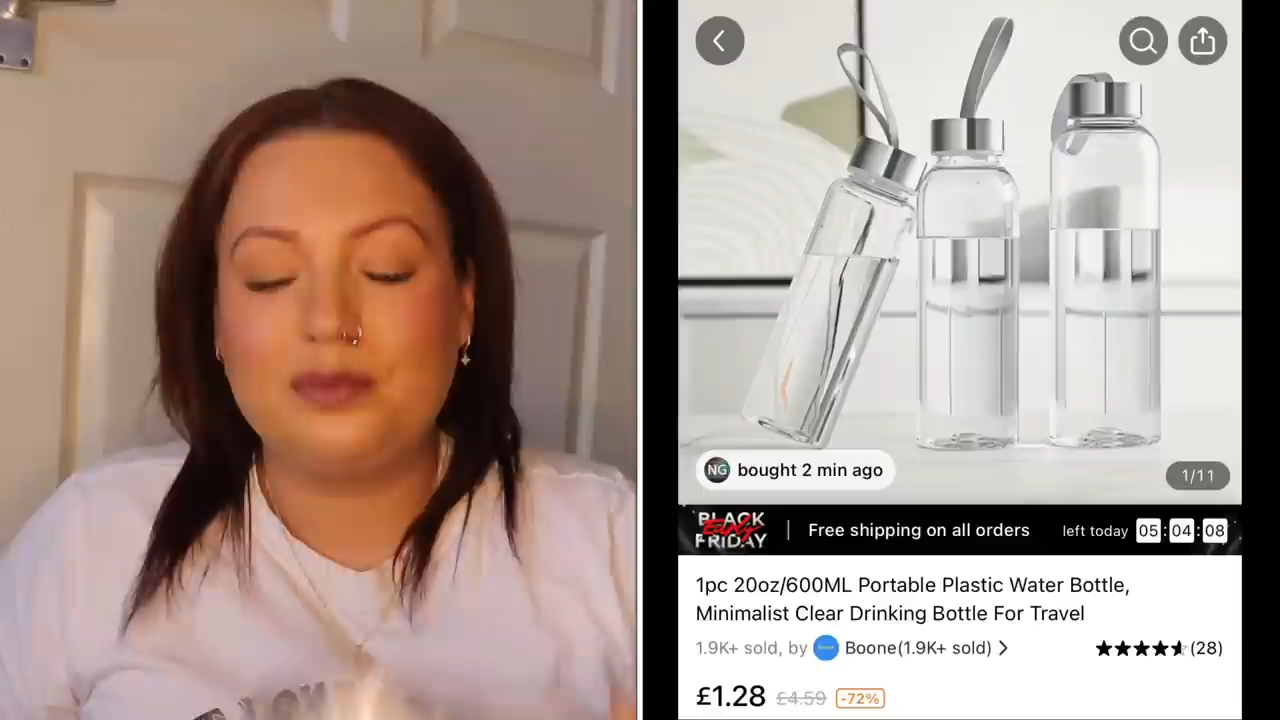 NG bought 2 min ago
1/11
BLACK
Early
FRIDAY
Free shipping on all orders
left today 05:04:08
1pc 20oz/600ML Portable Plastic Water Bottle,
Minimalist Clear Drinking Bottle For Travel
1.9K+ sold, by Boone(1.9K+ sold)
(28)
£1.28 £4.59 -72%